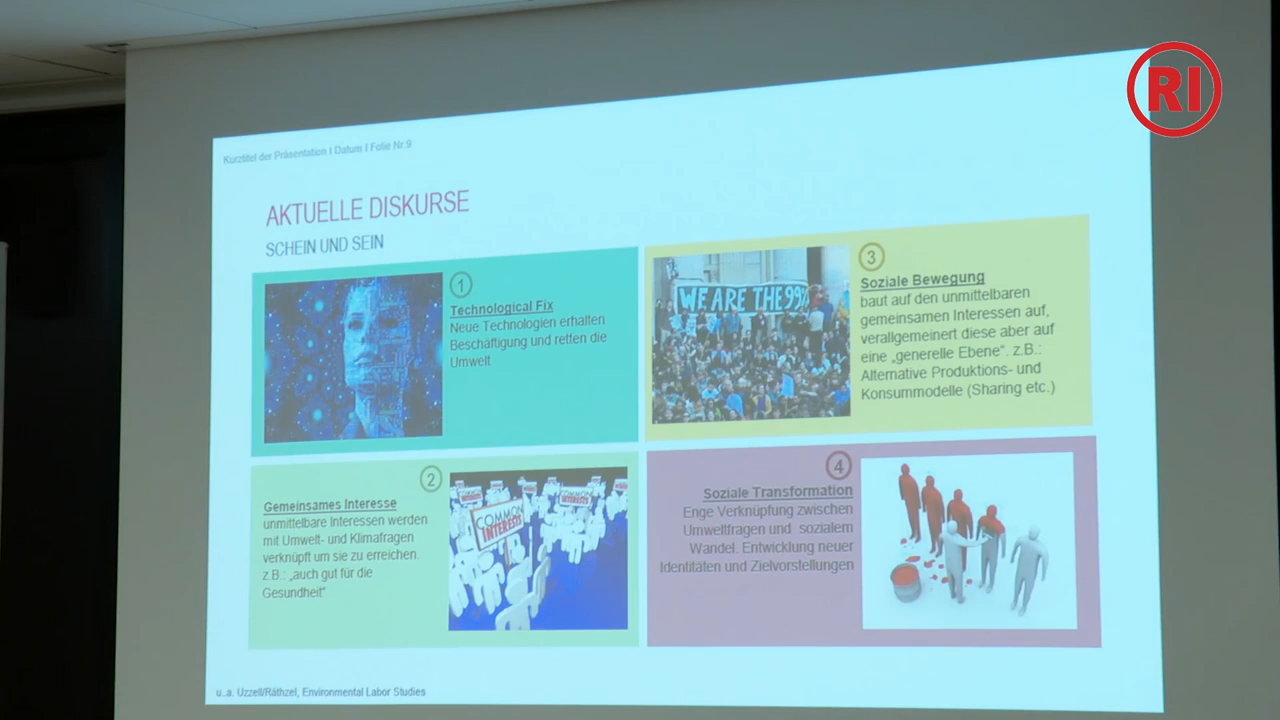 RI
Kurztitel der Präsentation I Datum I Folie Nr.9
AKTUELLE DISKURSE
SCHEIN UND SEIN
1
Technological Fix
Neue Technologien erhalten
Beschäftigung und retten die
Umwelt
2
Gemeinsames Interesse
unmittelbare Interessen werden
mit Umwelt- und Klimafragen
verknüpft um sie zu erreichen.
z.B.: „auch gut für die
Gesundheit"
COMMON
INTERESTS
COMMON
INTERESTS
3
Soziale Bewegung
baut auf den unmittelbaren
gemeinsamen Interessen auf,
verallgemeinert diese aber auf
eine „generelle Ebene". z.B.:
Alternative Produktions- und
Konsummodelle (Sharing etc.)
WE ARE THE 99%
4
Soziale Transformation
Enge Verknüpfung zwischen
Umweltfragen und sozialem
Wandel. Entwicklung neuer
Identitäten und Zielvorstellungen
u..a. Uzzell/Räthzel, Environmental Labor Studies